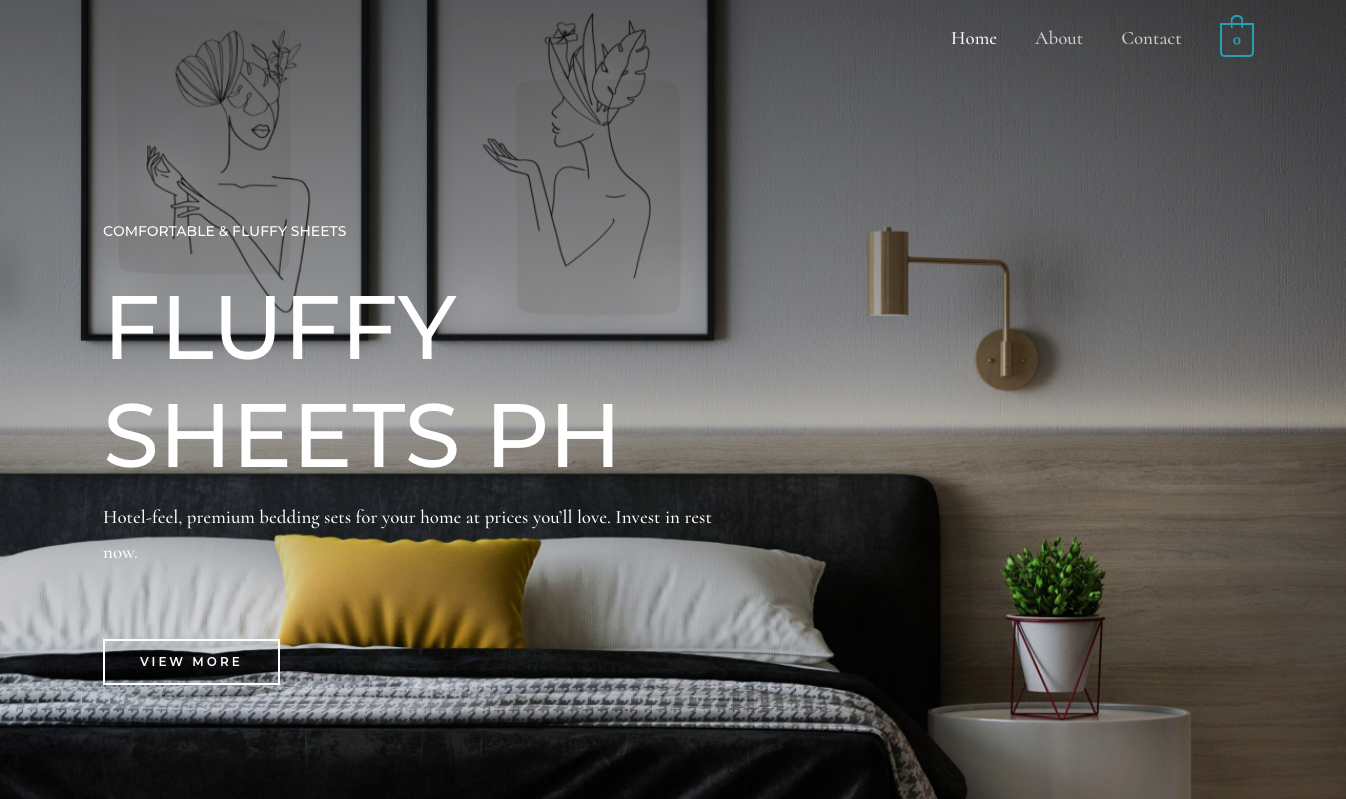 Home About Contact 0
COMFORTABLE & FLUFFY SHEETS
FLUFFY
SHEETS PH
Hotel-feel, premium bedding sets for your home at prices you’ll love. Invest in rest
now.
VIEW MORE